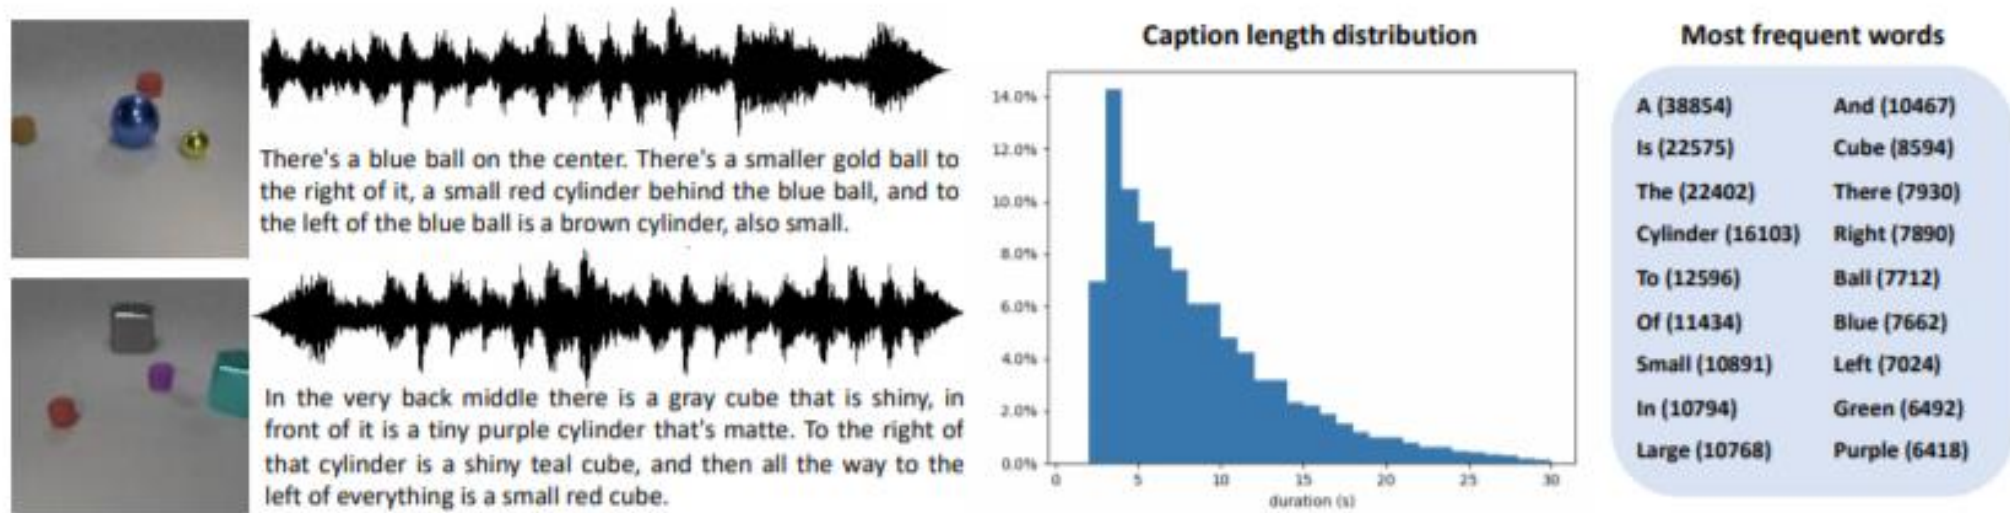 There's a blue ball on the center. There's a smaller gold ball to
the right of it, a small red cylinder behind the blue ball, and to
the left of the blue ball is a brown cylinder, also small.
In the very back middle there is a gray cube that is shiny, in
front of it is a tiny purple cylinder that's matte. To the right of
that cylinder is a shiny teal cube, and then all the way to the
left of everything is a small red cube.
Caption length distribution
14.0%
12.0%
10.0%
8.0%
6.0%
4.0%
2.0%
0.0%
0 5 10 15 20 25 30
duration (s)
Most frequent words
A (38854) And (10467)
Is (22575) Cube (8594)
The (22402) There (7930)
Cylinder (16103) Right (7890)
To (12596) Ball (7712)
Of (11434) Blue (7662)
Small (10891) Left (7024)
In (10794) Green (6492)
Large (10768) Purple (6418)